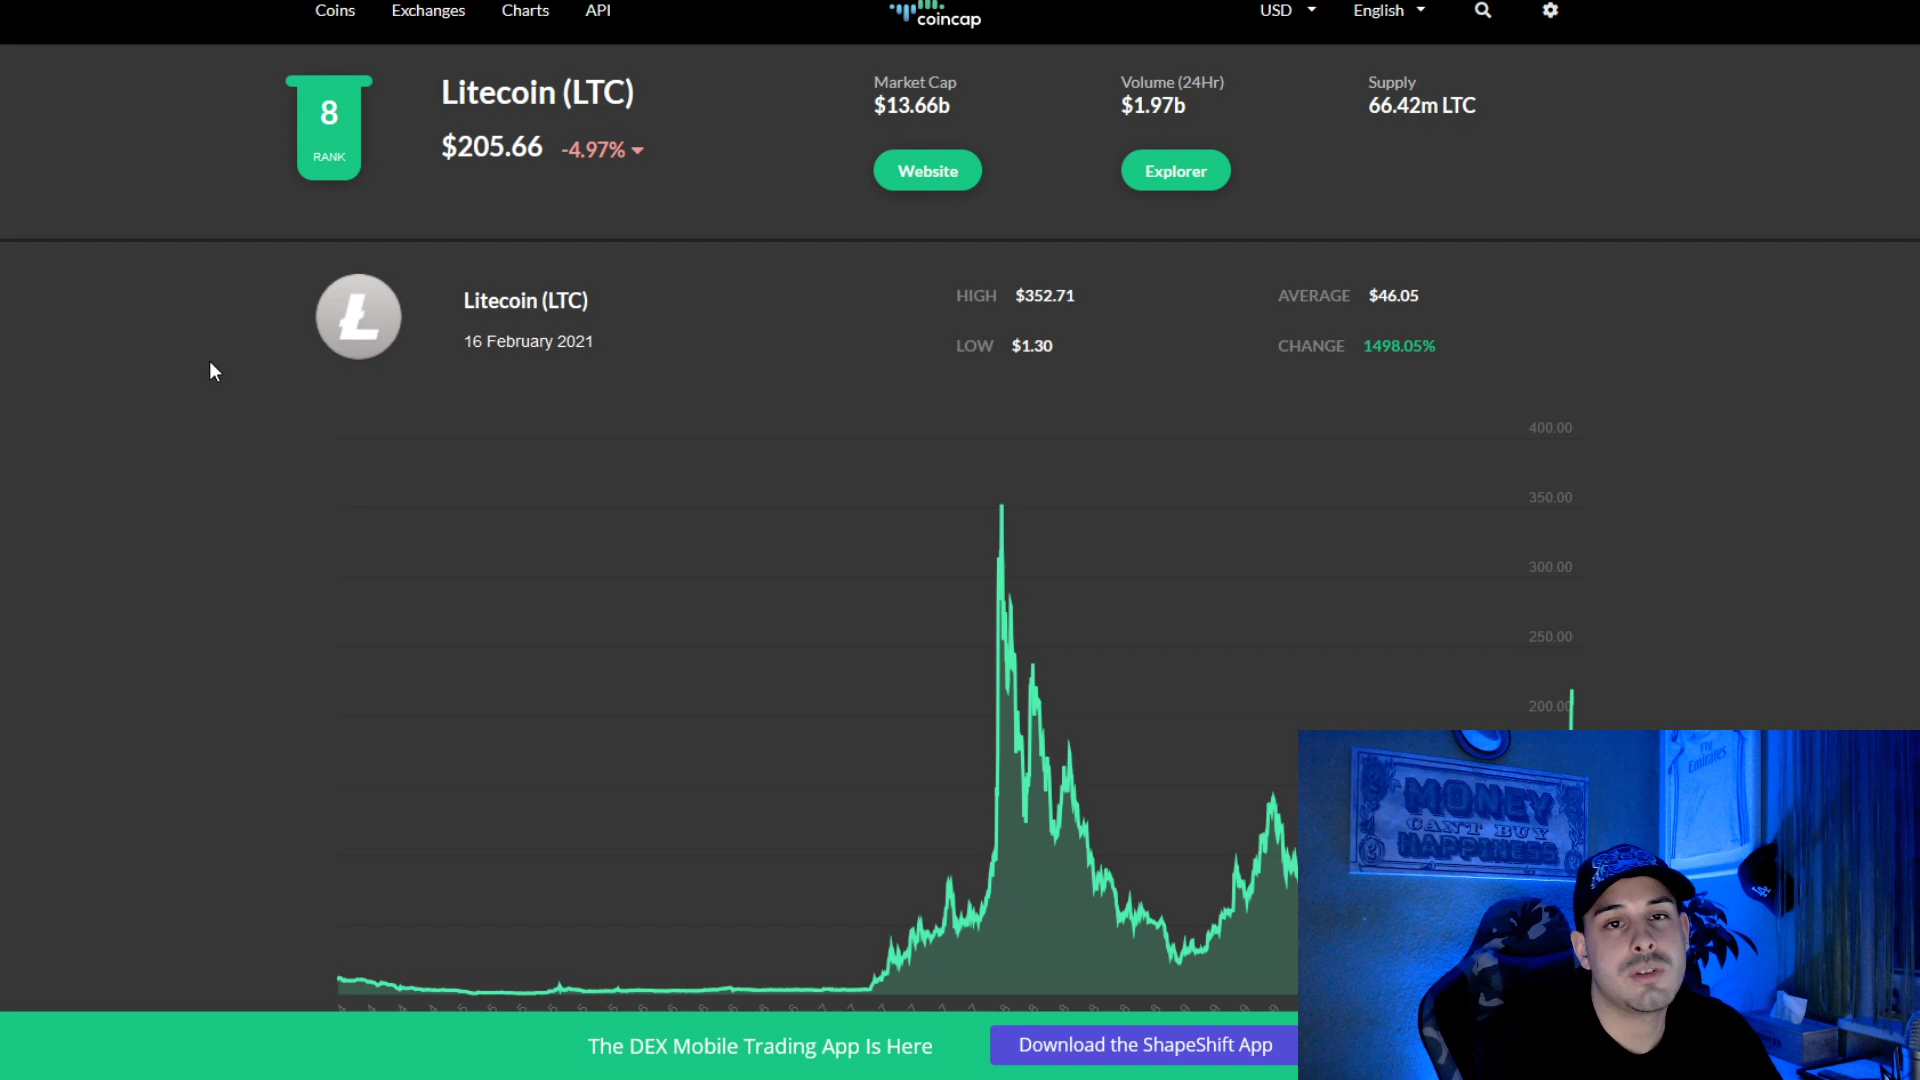 Coins Exchanges Charts API coincap USD English
8
RANK
Litecoin (LTC)
$205.66 -4.97%
Market Cap
$13.66b
Volume (24Hr)
$1.97b
Supply
66.42m LTC
Website
Explorer
Litecoin (LTC)
16 February 2021
HIGH $352.71
LOW $1.30
AVERAGE $46.05
CHANGE 1498.05%
400.00
350.00
300.00
250.00
200.00
Fly
Emirates
MONEY
CAN'T BUY
HAPPINESS
LA
The DEX Mobile Trading App Is Here
Download the ShapeShift App